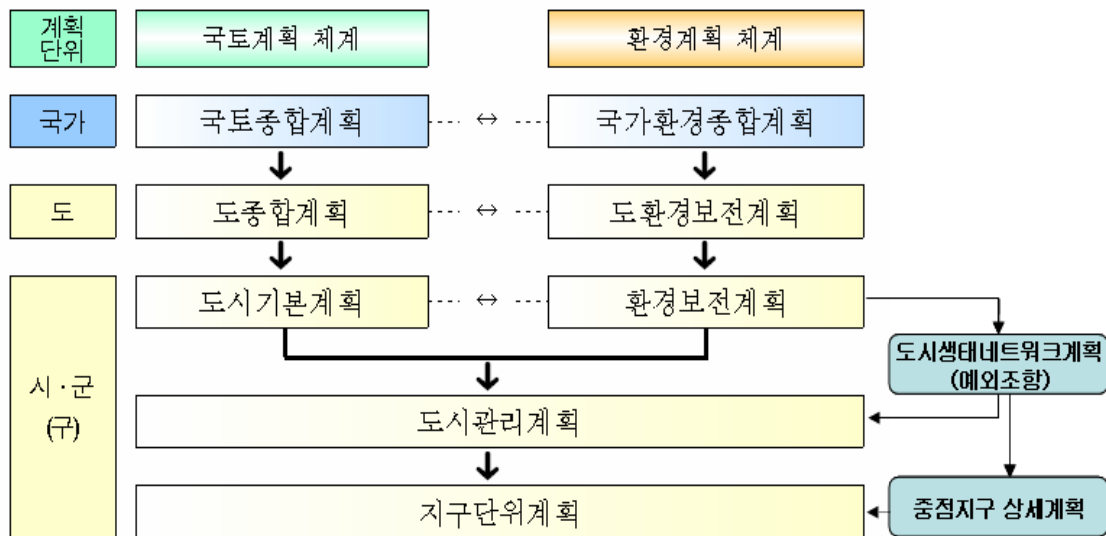 계획
단위
국토계획 체계
환경계획 체계
국가
국토종합계획
↔
국가환경종합계획
도
도종합계획
↔
도환경보전계획
시·군
(구)
도시기본계획
↔
환경보전계획
도시생태네트워크계획
(예외조항)
도시관리계획
지구단위계획
중점지구 상세계획